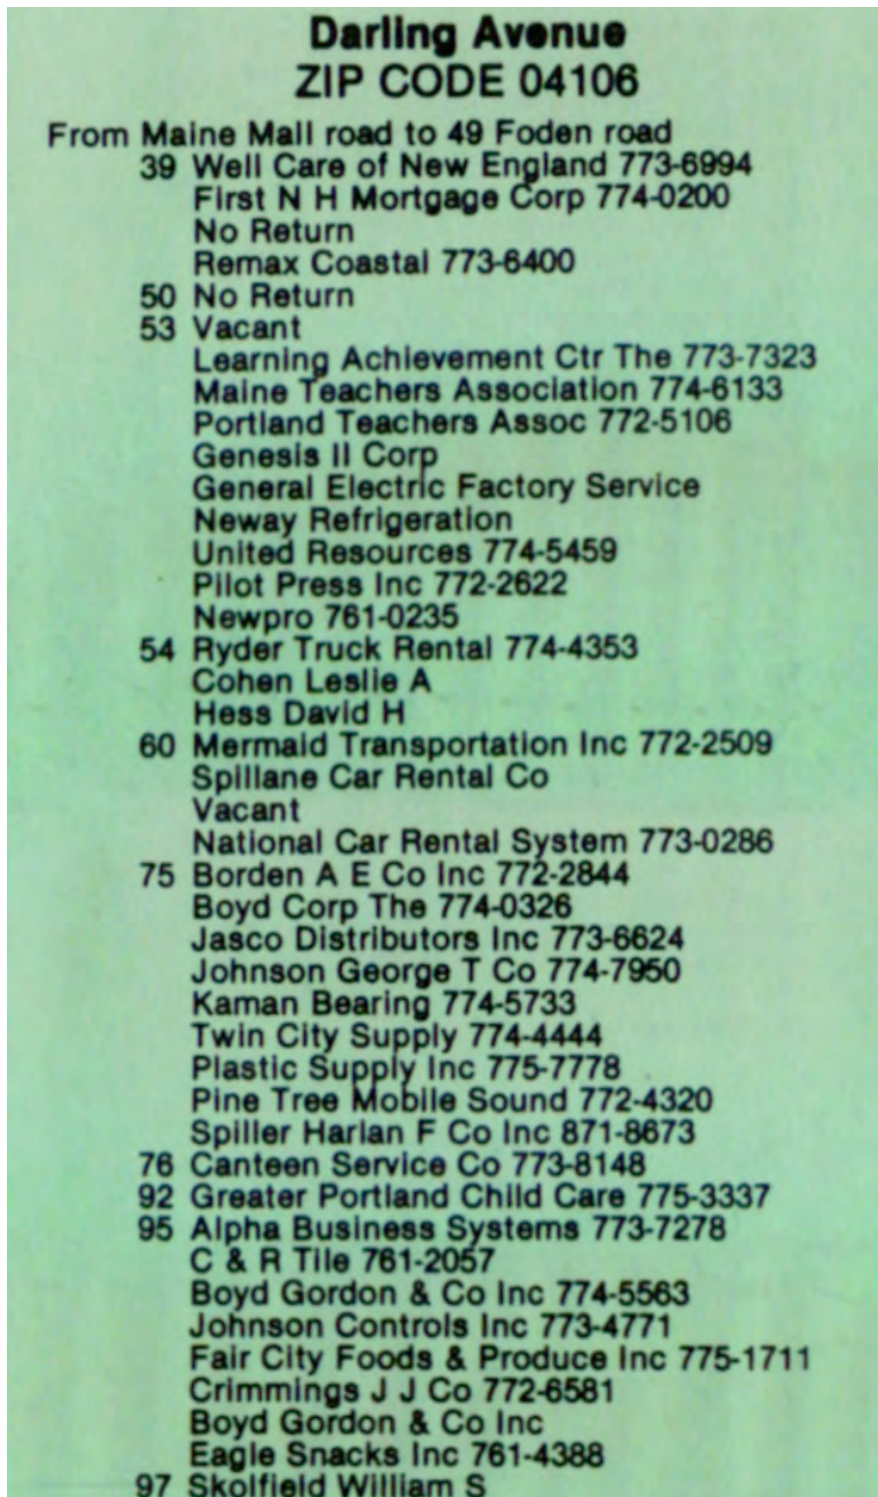 Darling Avenue
ZIP CODE 04106
From Maine Mall road to 49 Foden road
39 Well Care of New England 773-6994
First N H Mortgage Corp 774-0200
No Return
Remax Coastal 773-6400
50 No Return
53 Vacant
Learning Achievement Ctr The 773-7323
Maine Teachers Association 774-6133
Portland Teachers Assoc 772-5106
Genesis II Corp
General Electric Factory Service
Neway Refrigeration
United Resources 774-5459
Pilot Press Inc 772-2622
Newpro 761-0235
54 Ryder Truck Rental 774-4353
Cohen Leslie A
Hess David H
60 Mermaid Transportation Inc 772-2509
Spillane Car Rental Co
Vacant
National Car Rental System 773-0286
75 Borden A E Co Inc 772-2844
Boyd Corp The 774-0326
Jasco Distributors Inc 773-6624
Johnson George T Co 774-7950
Kaman Bearing 774-5733
Twin City Supply 774-4444
Plastic Supply Inc 775-7778
Pine Tree Mobile Sound 772-4320
Spiller Harlan F Co Inc 871-8673
76 Canteen Service Co 773-8148
92 Greater Portland Child Care 775-3337
95 Alpha Business Systems 773-7278
C & R Tile 761-2057
Boyd Gordon & Co Inc 774-5563
Johnson Controls Inc 773-4771
Fair City Foods & Produce Inc 775-1711
Crimmings J J Co 772-6581
Boyd Gordon & Co Inc
Eagle Snacks Inc 761-4388
97 Skolfield William S